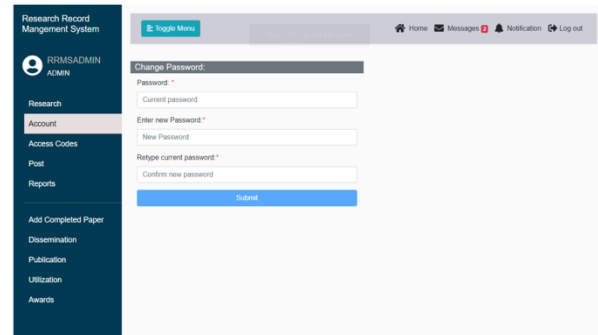 Research Record
Mangement System
Toggle Menu
Home
Messages 2
Notification
Log out
RRMSADMIN
ADMIN
Research
Account
Access Codes
Post
Reports
Add Completed Paper
Dissemination
Publication
Utilization
Awards
Change Password:
Password: *
Current password
Enter new Password:*
New Password
Retype current password:*
Confirm new password
Submit